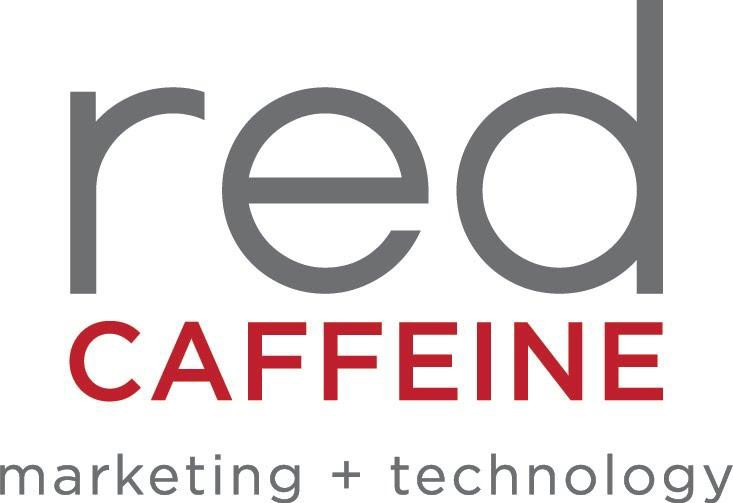 red
CAFFEINE
marketing + technology